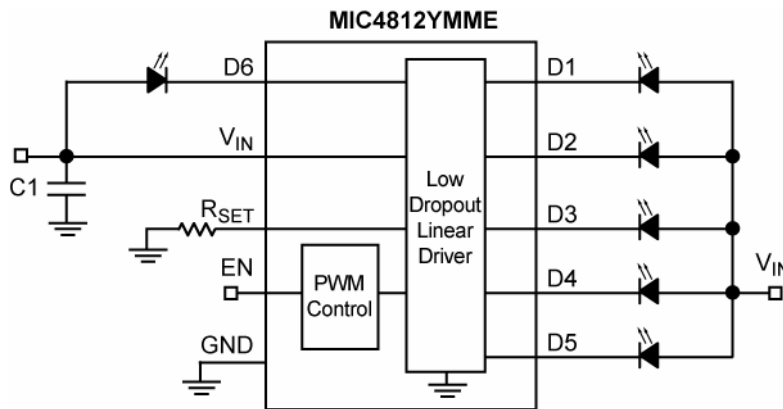 MIC4812YMME
D6
D1
VIN
D2
C1
Low
Dropout
Linear
Driver
RSET
D3
EN
PWM
Control
D4
VIN
GND
D5